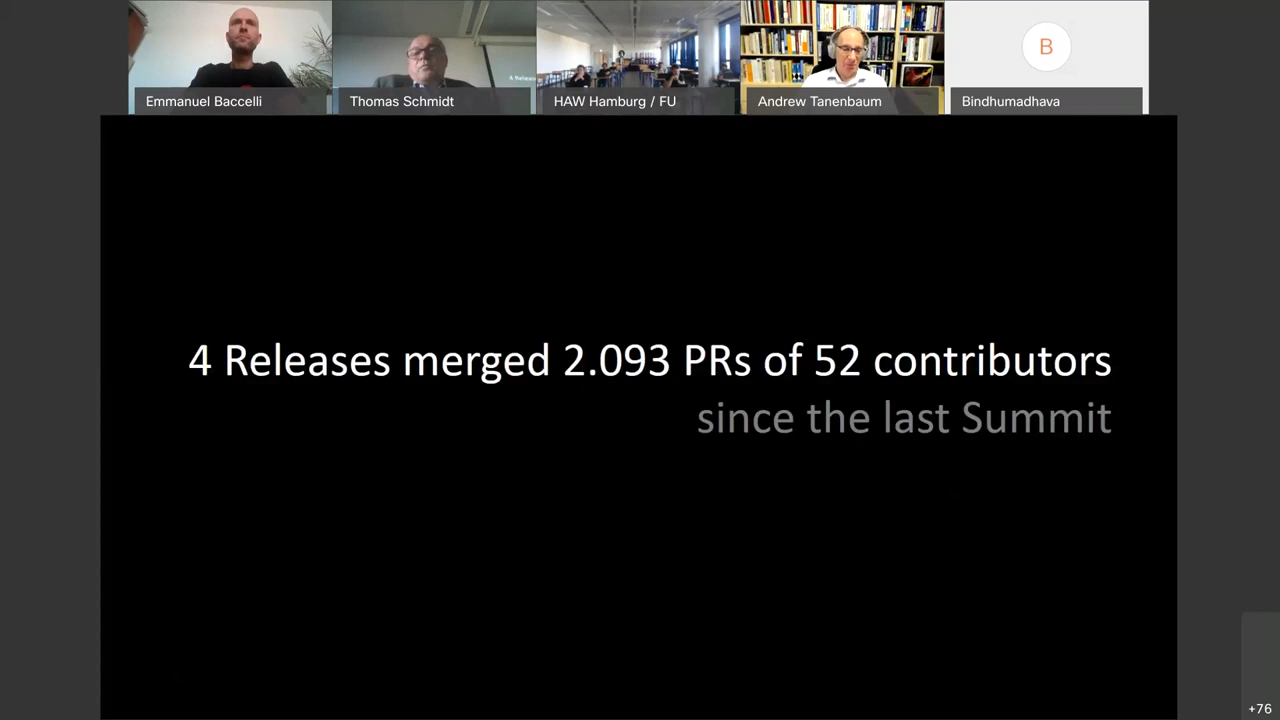 B
Emmanuel Baccelli
Thomas Schmidt
HAW Hamburg / FU
Andrew Tanenbaum
Bindhumadhava
4 Releases merged 2.093 PRs of 52 contributors
since the last Summit
+76